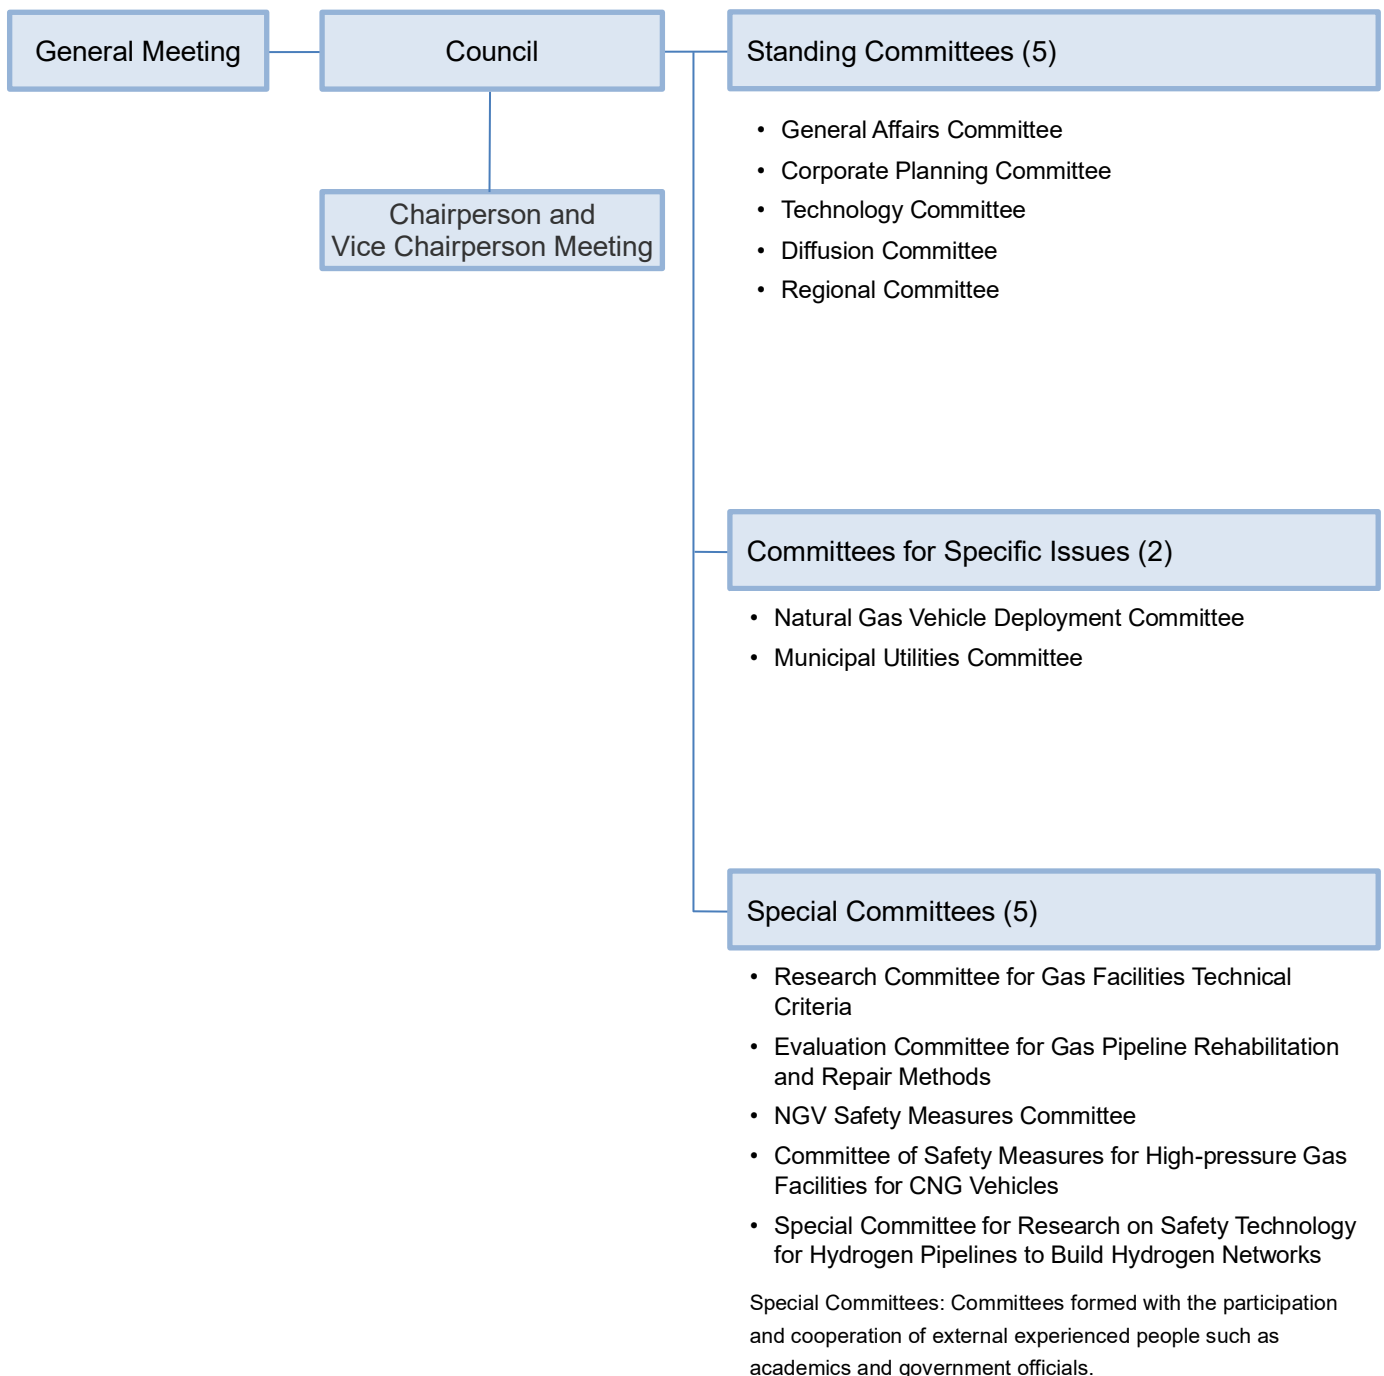 General Meeting
Council
Chairperson and
Vice Chairperson Meeting
Standing Committees (5)
• General Affairs Committee
• Corporate Planning Committee
• Technology Committee
• Diffusion Committee
• Regional Committee
Committees for Specific Issues (2)
• Natural Gas Vehicle Deployment Committee
• Municipal Utilities Committee
Special Committees (5)
• Research Committee for Gas Facilities Technical
Criteria
• Evaluation Committee for Gas Pipeline Rehabilitation
and Repair Methods
• NGV Safety Measures Committee
• Committee of Safety Measures for High-pressure Gas
Facilities for CNG Vehicles
• Special Committee for Research on Safety Technology
for Hydrogen Pipelines to Build Hydrogen Networks
Special Committees: Committees formed with the participation
and cooperation of external experienced people such as
academics and government officials.